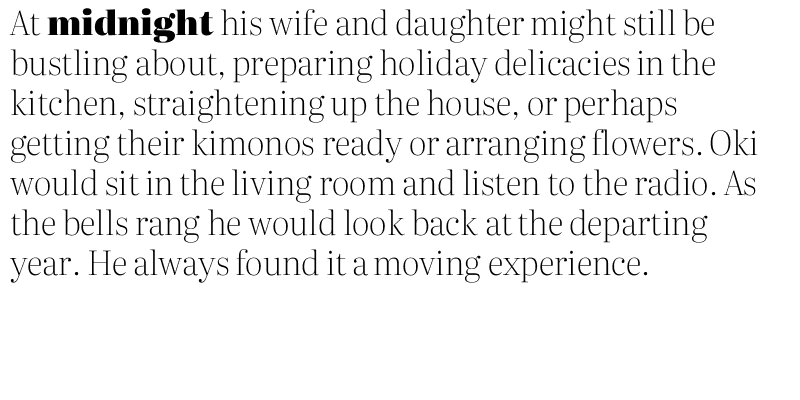 At midnight his wife and daughter might still be
bustling about, preparing holiday delicacies in the
kitchen, straightening up the house, or perhaps
getting their kimonos ready or arranging flowers. Oki
would sit in the living room and listen to the radio. As
the bells rang he would look back at the departing
year. He always found it a moving experience.